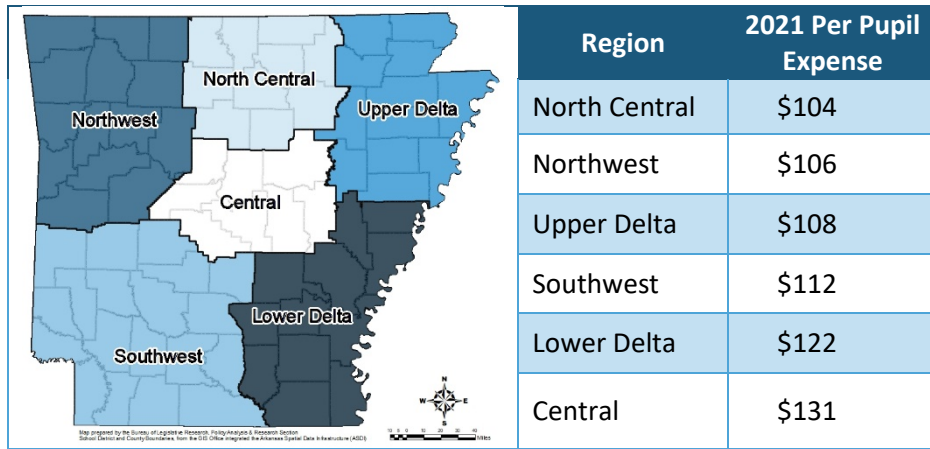 North Central
Northwest
Upper Delta
Central
Lower Delta
Southwest
N
W
E
S
Miles
Map prepared by the Bureau of Legislative Research, Policy Analysis & Research Section
School District and County Boundaries, from the GIS Office integrated the Arkansas Spatial Data Infrastructure (ASDI)
Region 2021 Per Pupil
Expense
North Central $104
Northwest $106
Upper Delta $108
Southwest $112
Lower Delta $122
Central $131